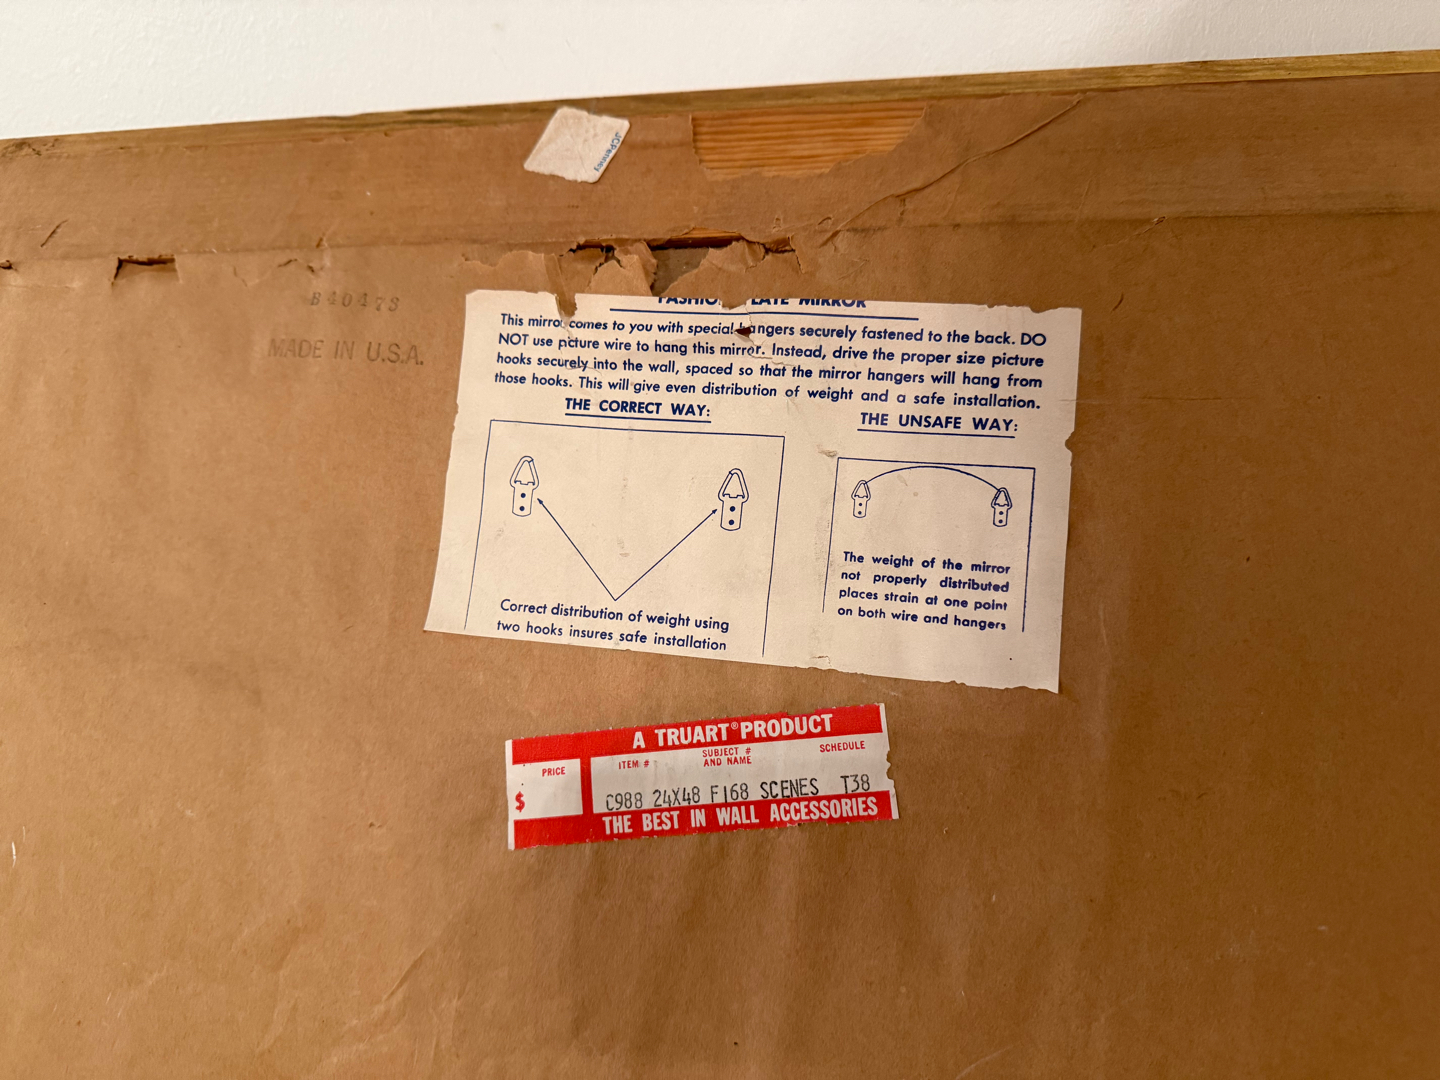 JCPenney
B40473
MADE IN U.S.A.
MIRROR
This mirror comes to you with special hangers securely fastened to the back. DO
NOT use picture wire to hang this mirror. Instead, drive the proper size picture
hooks securely into the wall, spaced so that the mirror hangers will hang from
those hooks. This will give even distribution of weight and a safe installation.
THE CORRECT WAY:
Correct distribution of weight using
two hooks insures safe installation
THE UNSAFE WAY:
The weight of the mirror
not properly distributed
places strain at one point
on both wire and hangers
A TRUART® PRODUCT
PRICE
ITEM #
SUBJECT #
AND NAME
SCHEDULE
$
C988 24X48 F168 SCENES T38
THE BEST IN WALL ACCESSORIES